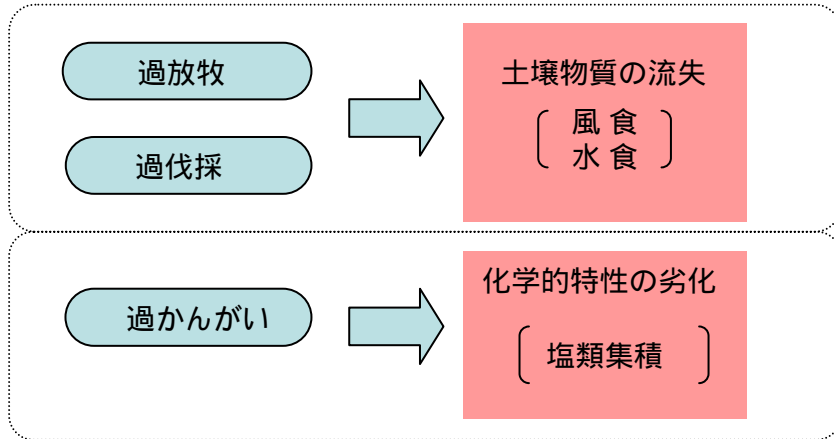 過放牧
過伐採
土壌物質の流失
風 食
水 食
過かんがい
化学的特性の劣化
塩類集積